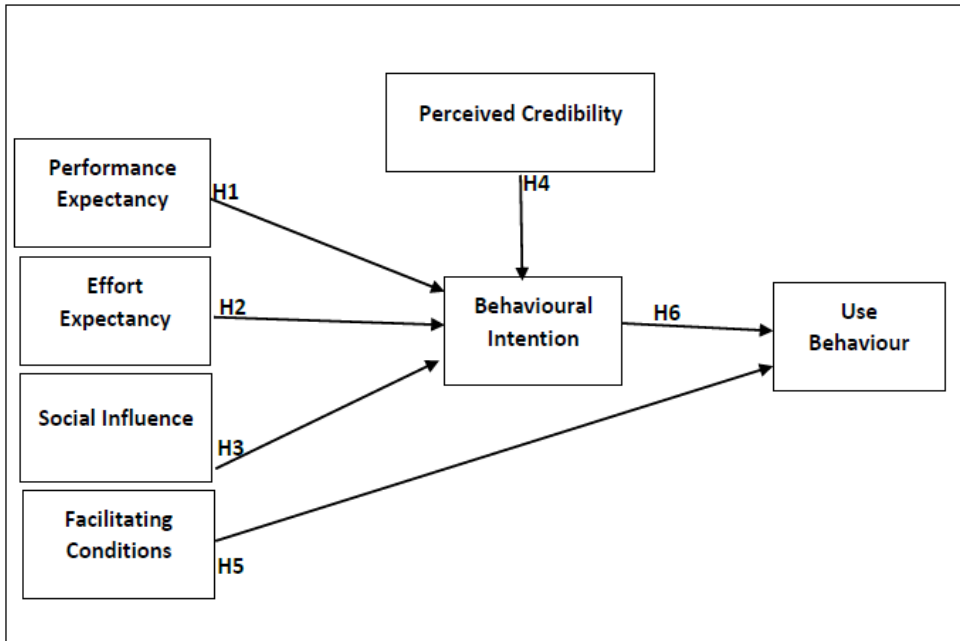 Perceived Credibility
Performance
Expectancy
H1
H4
Effort
Expectancy
H2
Behavioural
Intention
H6
Use
Behaviour
Social Influence
H3
Facilitating
Conditions
H5